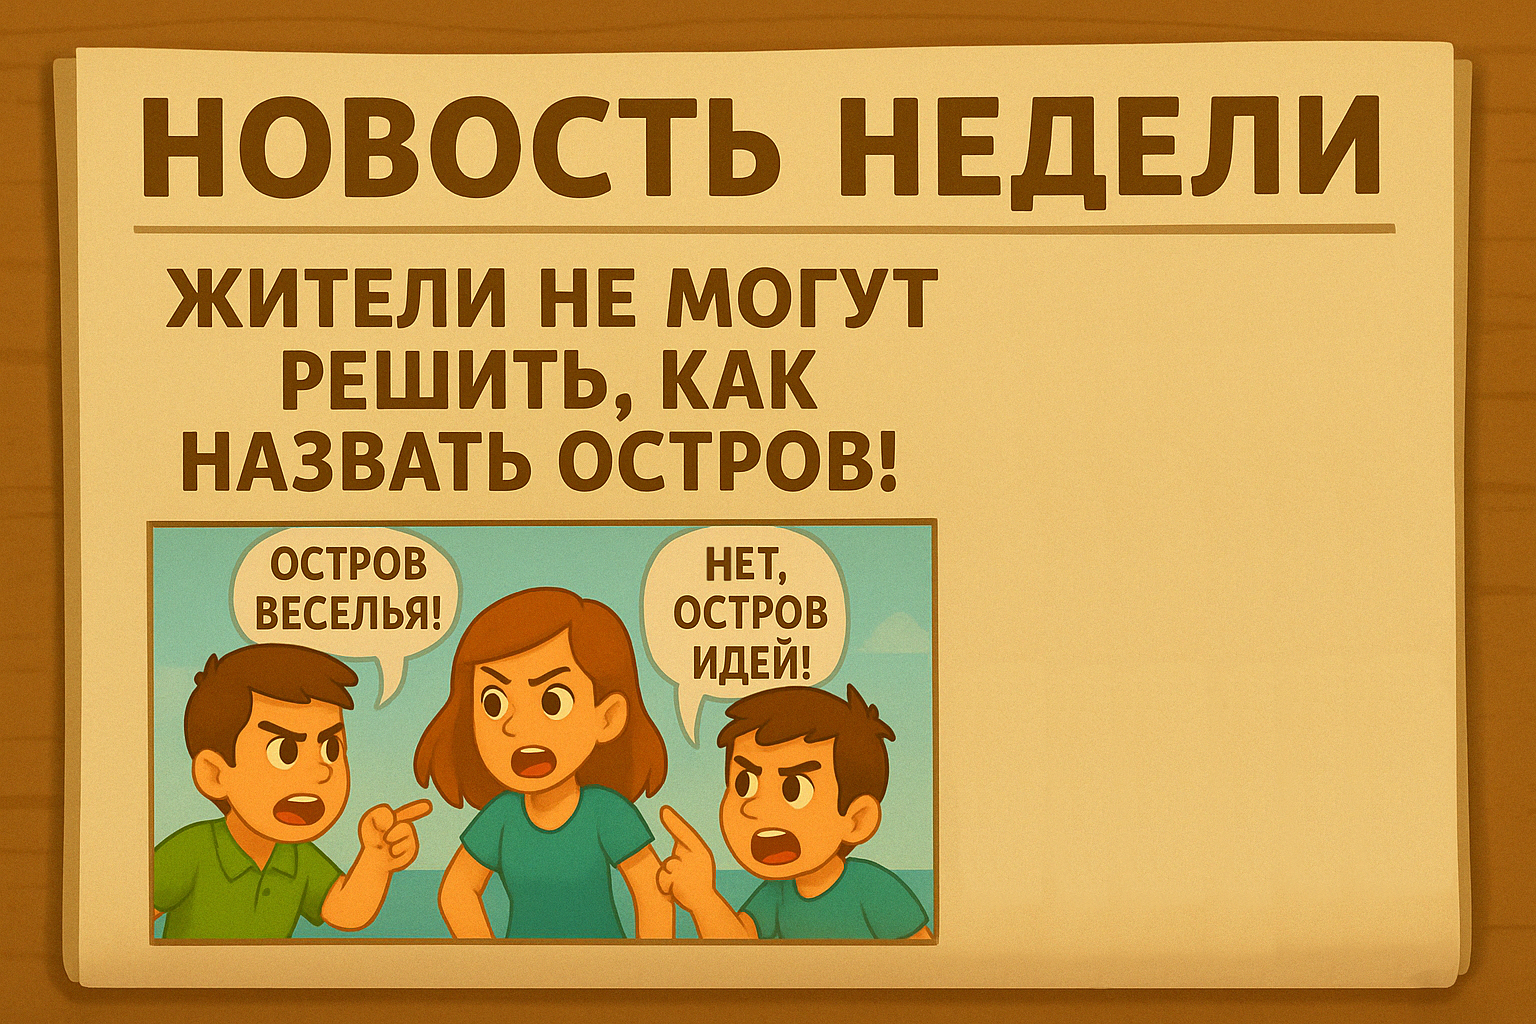 НОВОСТЬ НЕДЕЛИ
ЖИТЕЛИ НЕ МОГУТ
РЕШИТЬ, КАК
НАЗВАТЬ ОСТРОВ!
ОСТРОВ
ВЕСЕЛЬЯ!
НЕТ,
ОСТРОВ
ИДЕЙ!